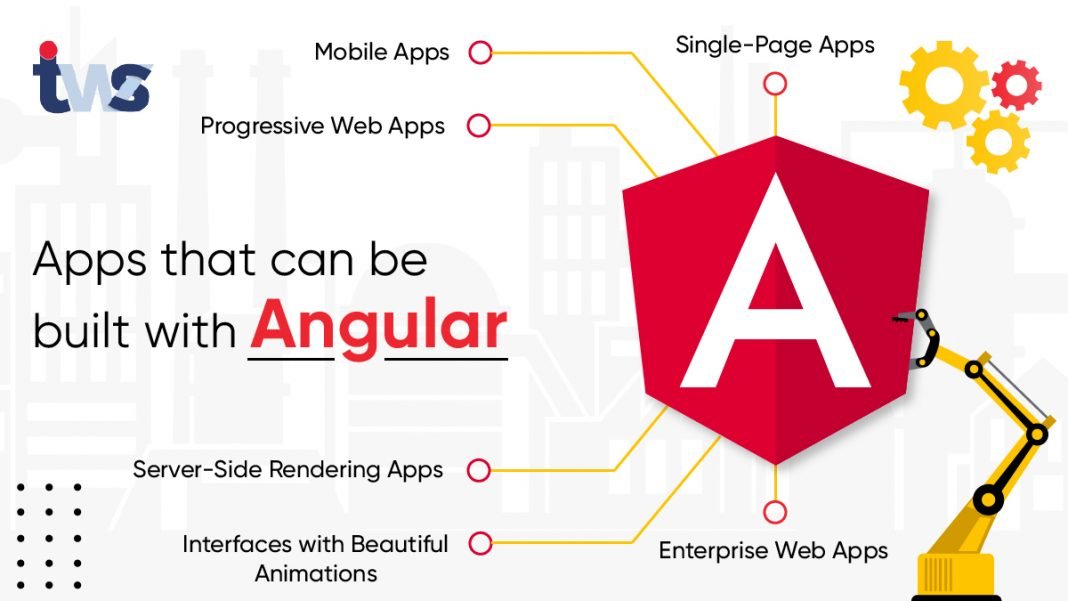 tws
Mobile Apps
Single-Page Apps
Progressive Web Apps
Apps that can be
built with Angular
Server-Side Rendering Apps
Interfaces with Beautiful
Animations
Enterprise Web Apps
A